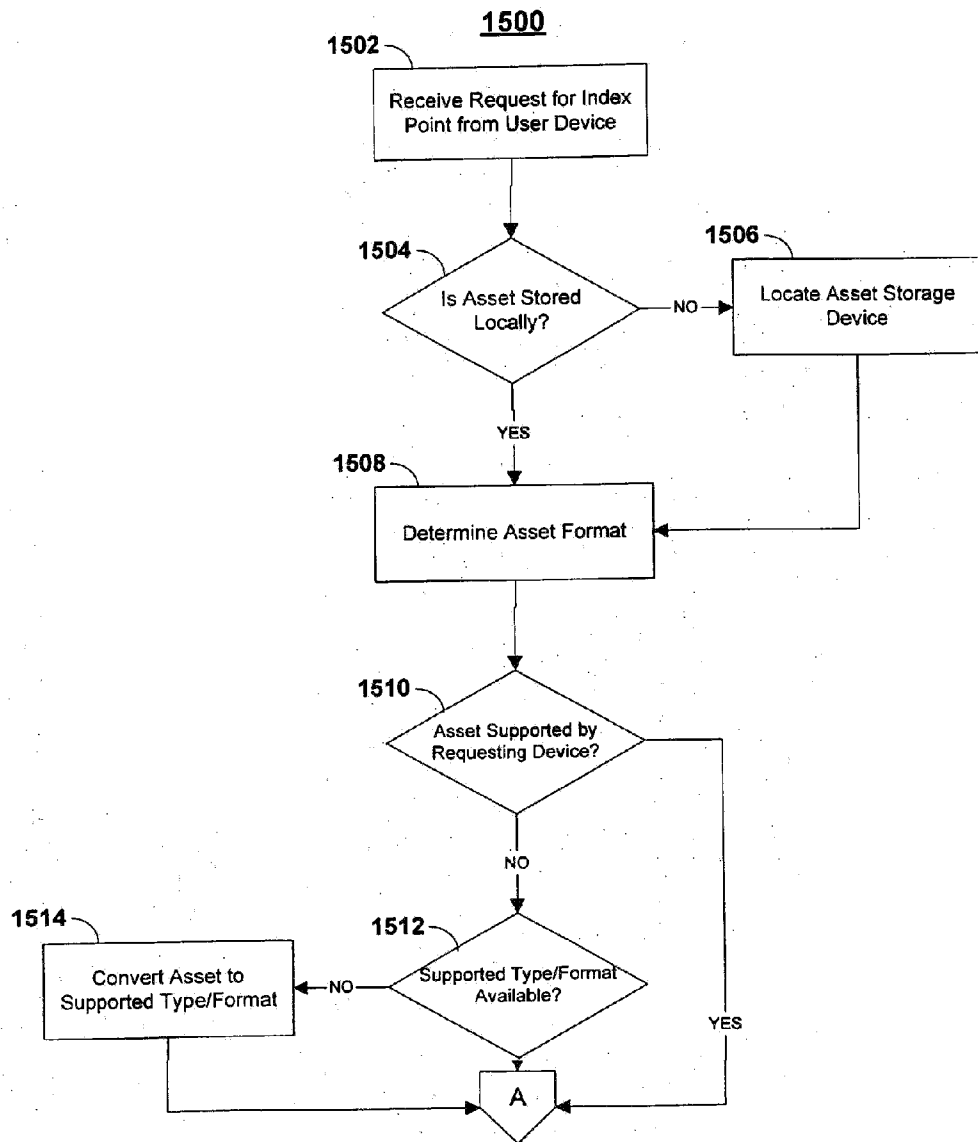 1500
1502
Receive Request for Index
Point from User Device
1504
Is Asset Stored
Locally?
NO
1506
Locate Asset Storage
Device
YES
1508
Determine Asset Format
1510
Asset Supported by
Requesting Device?
NO
YES
1512
Supported Type/Format
Available?
NO
1514
Convert Asset to
Supported Type/Format
A